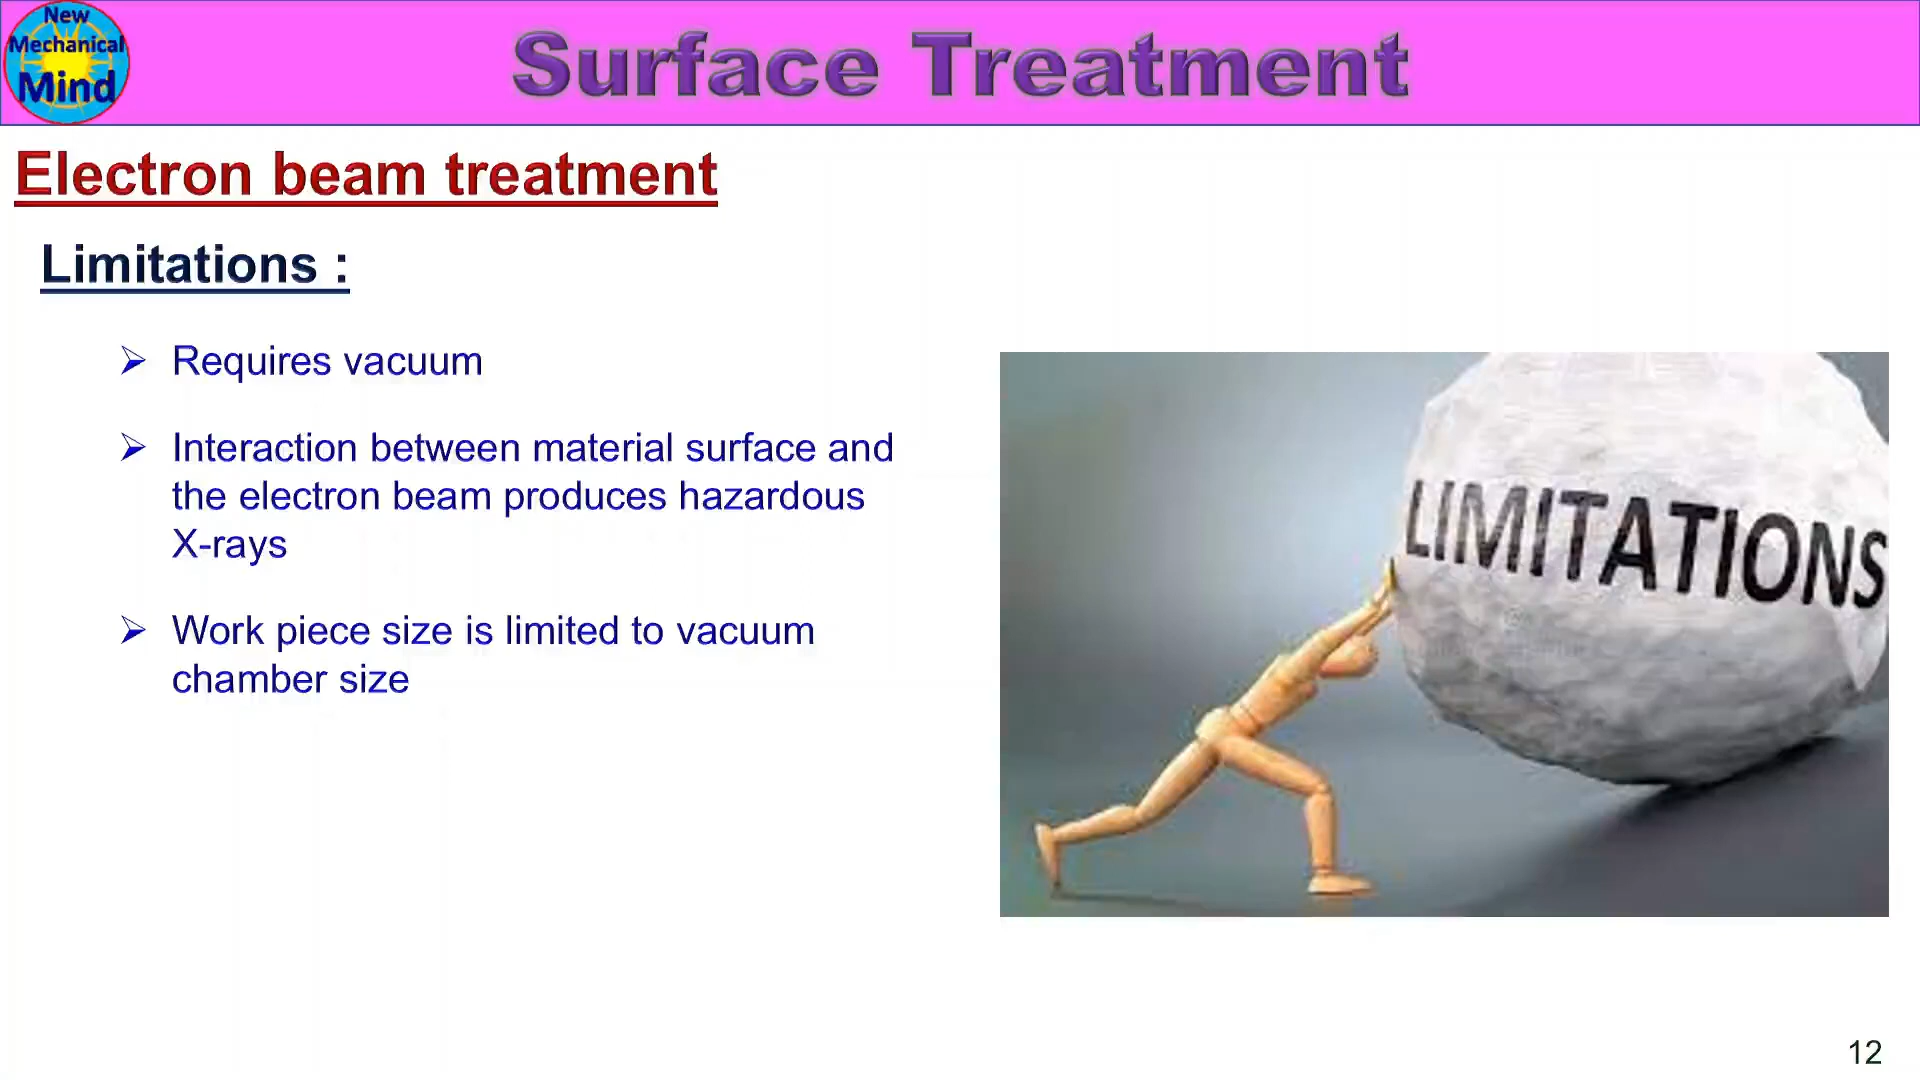 New
Mechanical
Mind
Surface Treatment
Electron beam treatment
Limitations :
➢ Requires vacuum
➢ Interaction between material surface and
the electron beam produces hazardous
X-rays
➢ Work piece size is limited to vacuum
chamber size
LIMITATIONS
12